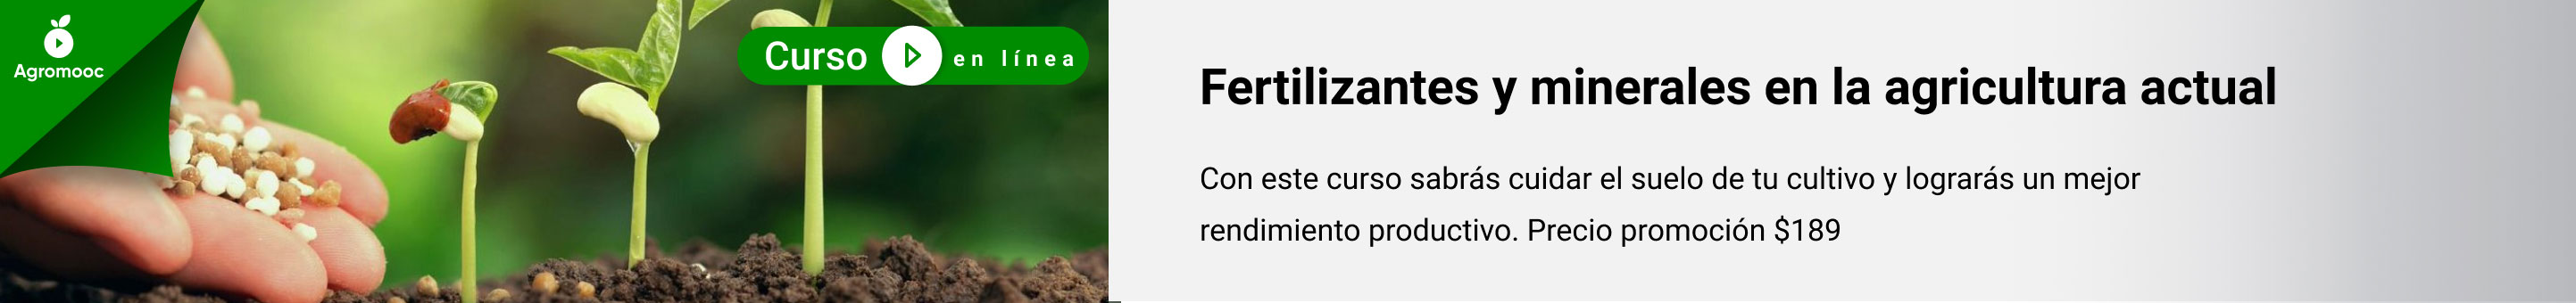 Agromooc
Curso en línea
Fertilizantes y minerales en la agricultura actual
Con este curso sabrás cuidar el suelo de tu cultivo y lograrás un mejor
rendimiento productivo. Precio promoción $189